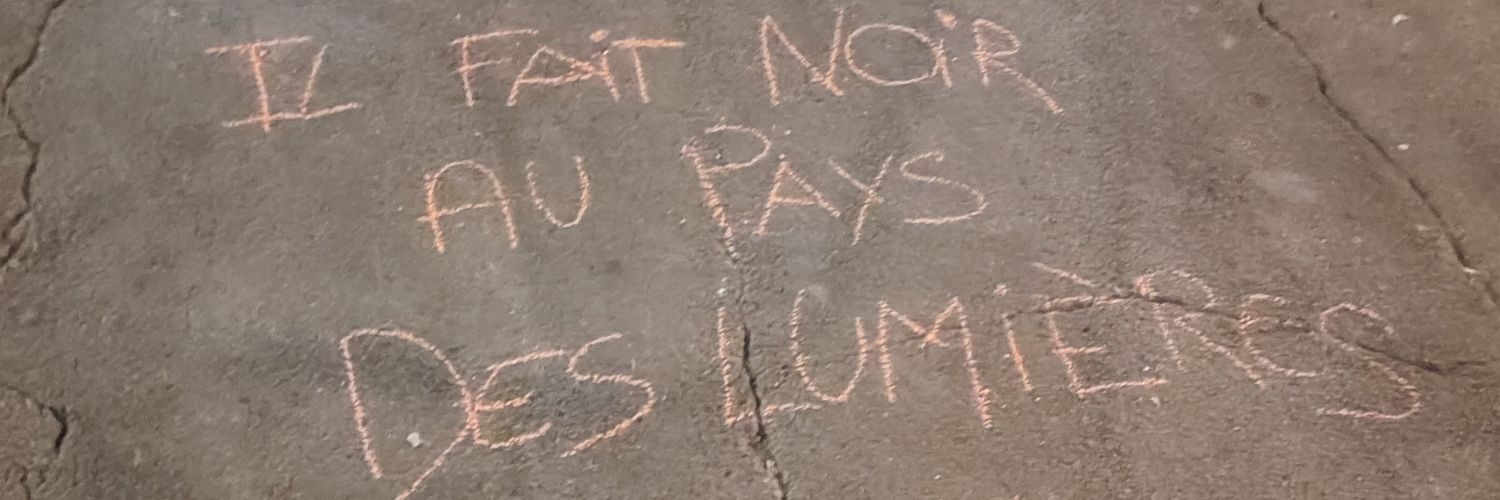 IL FAiT NOiR
AU PAYS
DES LUMiÈRES